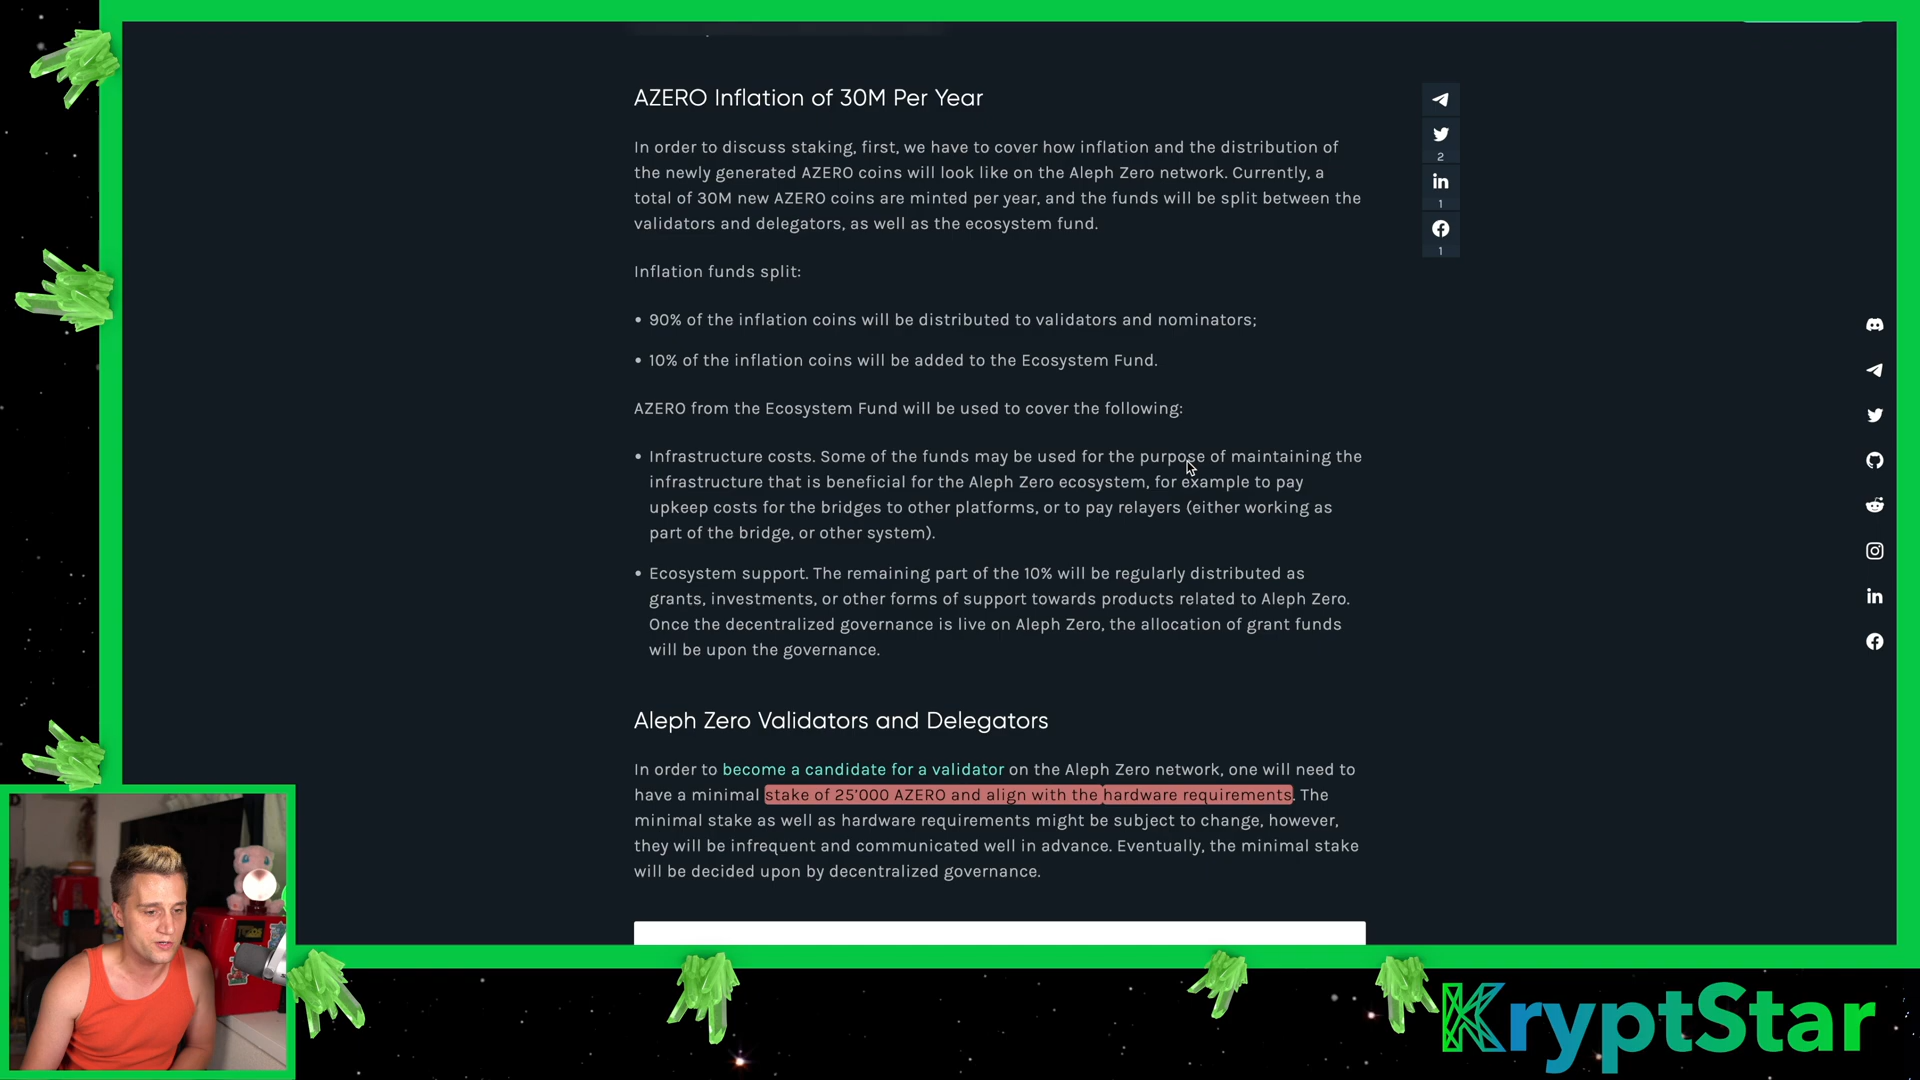 AZERO Inflation of 30M Per Year
In order to discuss staking, first, we have to cover how inflation and the distribution of
the newly generated AZERO coins will look like on the Aleph Zero network. Currently, a
total of 30M new AZERO coins are minted per year, and the funds will be split between the
validators and delegators, as well as the ecosystem fund.
2
1
1
Inflation funds split:
• 90% of the inflation coins will be distributed to validators and nominators;
• 10% of the inflation coins will be added to the Ecosystem Fund.
AZERO from the Ecosystem Fund will be used to cover the following:
• Infrastructure costs. Some of the funds may be used for the purpose of maintaining the
infrastructure that is beneficial for the Aleph Zero ecosystem, for example to pay
upkeep costs for the bridges to other platforms, or to pay relayers (either working as
part of the bridge, or other system).
• Ecosystem support. The remaining part of the 10% will be regularly distributed as
grants, investments, or other forms of support towards products related to Aleph Zero.
Once the decentralized governance is live on Aleph Zero, the allocation of grant funds
will be upon the governance.
Aleph Zero Validators and Delegators
In order to become a candidate for a validator on the Aleph Zero network, one will need to
have a minimal stake of 25’000 AZERO and align with the hardware requirements. The
minimal stake as well as hardware requirements might be subject to change, however,
they will be infrequent and communicated well in advance. Eventually, the minimal stake
will be decided upon by decentralized governance.
KryptStar